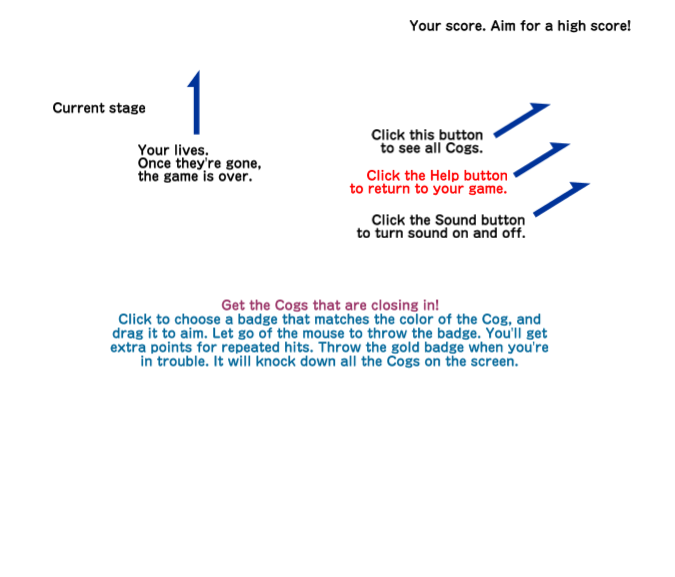 Your score. Aim for a high score!
Current stage
Your lives.
Once they're gone,
the game is over.
Click this button
to see all Cogs.
Click the Help button
to return to your game.
Click the Sound button
to turn sound on and off.
Get the Cogs that are closing in!
Click to choose a badge that matches the color of the Cog, and
drag it to aim. Let go of the mouse to throw the badge. You'll get
extra points for repeated hits. Throw the gold badge when you're
in trouble. It will knock down all the Cogs on the screen.